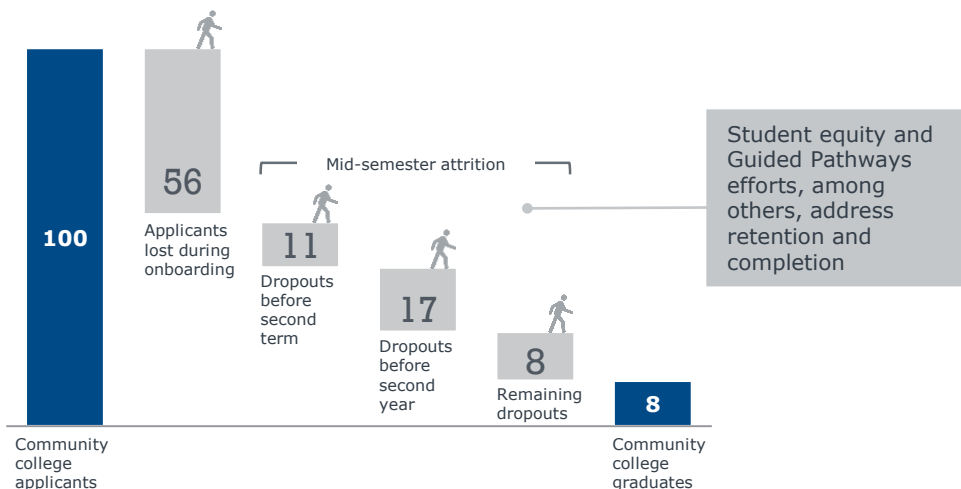 100
Community
college
applicants
56
Applicants
lost during
onboarding
Mid-semester attrition
11
Dropouts
before
second
term
17
Dropouts
before
second
year
8
Remaining
dropouts
8
Community
college
graduates
Student equity and
Guided Pathways
efforts, among
others, address
retention and
completion